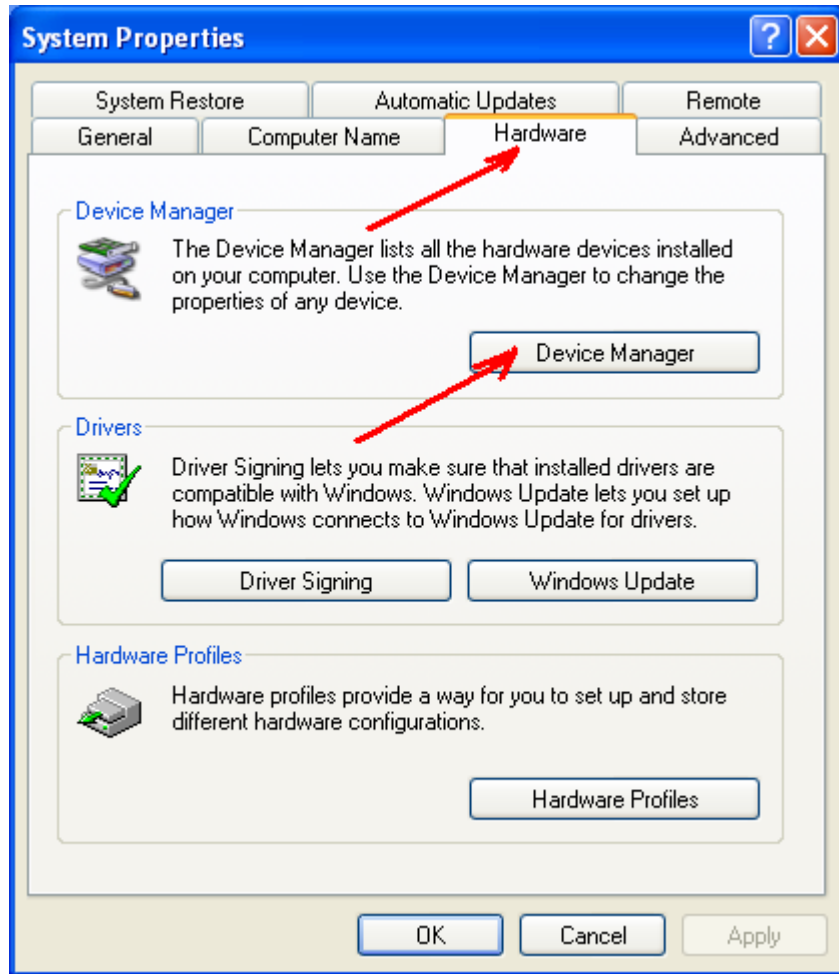 System Properties
System Restore
Automatic Updates
Remote
General
Computer Name
Hardware
Advanced
Device Manager
The Device Manager lists all the hardware devices installed
on your computer. Use the Device Manager to change the
properties of any device.
Device Manager
Drivers
Driver Signing lets you make sure that installed drivers are
compatible with Windows. Windows Update lets you set up
how Windows connects to Windows Update for drivers.
Driver Signing
Windows Update
Hardware Profiles
Hardware profiles provide a way for you to set up and store
different hardware configurations.
Hardware Profiles
OK
Cancel
Apply